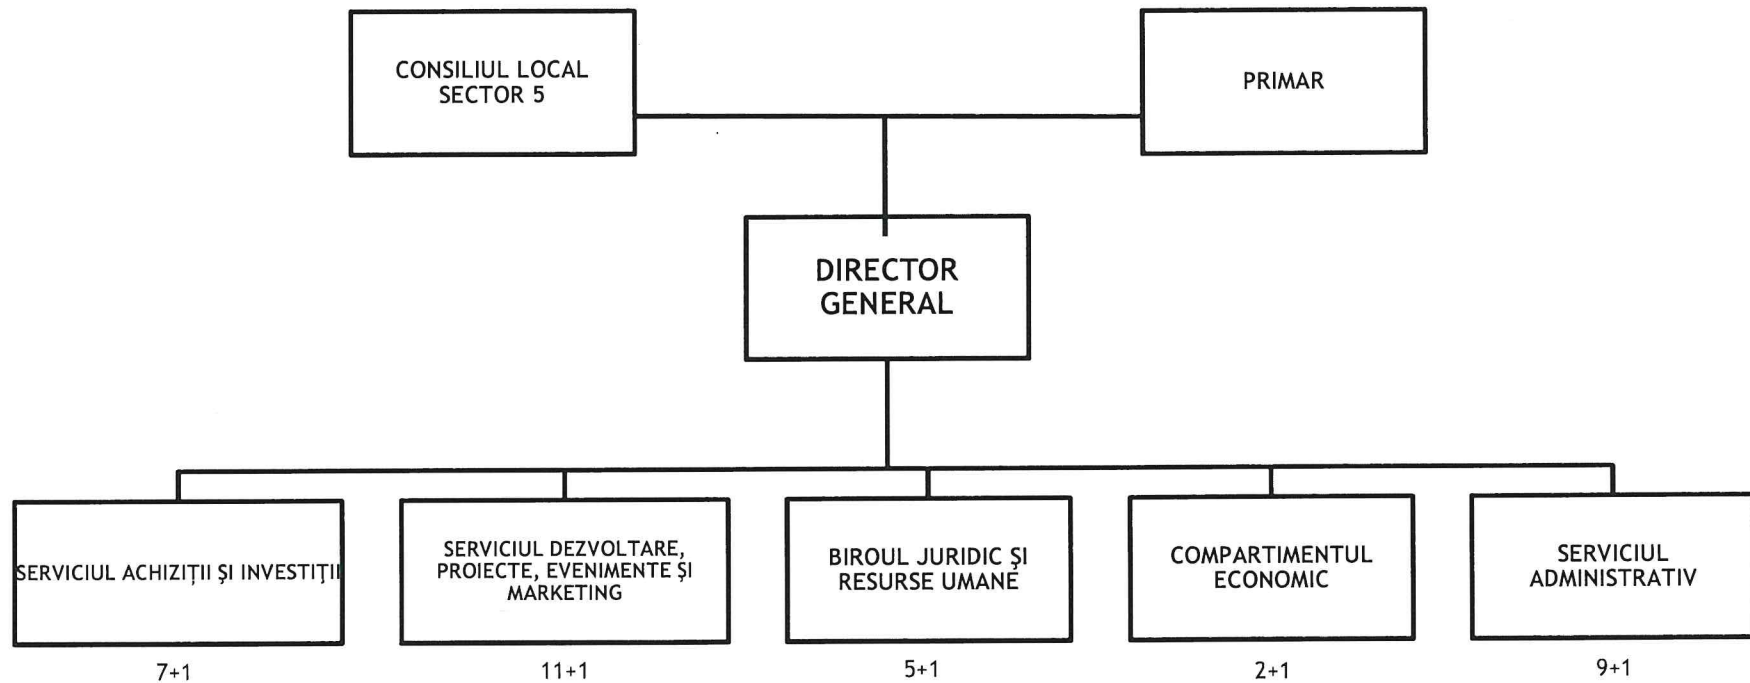 CONSILIUL LOCAL
SECTOR 5
PRIMAR
DIRECTOR
GENERAL
SERVICIUL ACHIZIȚII ȘI INVESTIȚII
SERVICIUL DEZVOLTARE,
PROIECTE, EVENIMENTE ȘI
MARKETING
BIROUL JURIDIC ŞI
RESURSE UMANE
COMPARTIMENTUL
ECONOMIC
SERVICIUL
ADMINISTRATIV
7+1
11+1
5+1
2+1
9+1